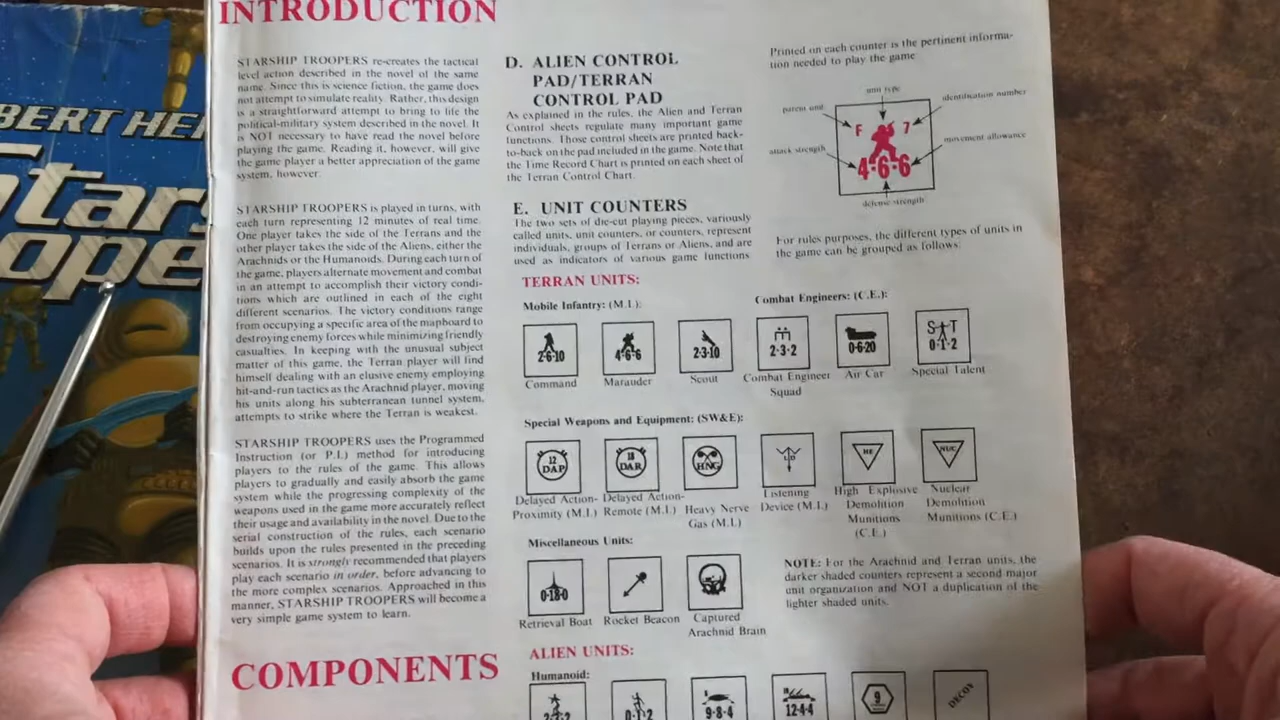 BERT HEI
Star
ope
INTRODUCTION
STARSHIP TROOPERS re-creates the tactical
level action described in the novel of the same
name. Since this is science fiction, the game does
not attempt to simulate reality. Rather, this design
is a straightforward attempt to bring to life the
political-military system described in the novel. It
is NOT necessary to have read the novel before
playing the game. Reading it, however, will give
the game player a better appreciation of the game
system, however.
STARSHIP TROOPERS is played in turns, with
each turn representing 12 minutes of real time.
One player takes the side of the Terrans and the
other player takes the side of the Aliens, either the
Arachnids or the Humanoids. During each turn of
the game, players alternate movement and combat
in an attempt to accomplish their victory condi-
tions which are outlined in each of the eight
different scenarios. The victory conditions range
from occupying a specific area of the mapboard to
destroying enemy forces while minimizing friendly
casualties. In keeping with the unusual subject
matter of this game, the Terran player will find
himself dealing with an elusive enemy employing
hit-and-run tactics as the Arachnid player, moving
his units along his subterranean tunnel system,
attempts to strike where the Terran is weakest.
STARSHIP TROOPERS uses the Programmed
Instruction (or P.I.) method for introducing
players to the rules of the game. This allows
players to gradually and easily absorb the game
system while the progressing complexity of the
weapons used in the game more accurately reflect
their usage and availability in the novel. Due to the
serial construction of the rules, each scenario
builds upon the rules presented in the preceding
scenarios. It is strongly recommended that players
play each scenario in order, before advancing to
the more complex scenarios. Approached in this
manner, STARSHIP TROOPERS will become a
very simple game system to learn.
COMPONENTS
D. ALIEN CONTROL
PAD/TERRAN
CONTROL PAD
As explained in the rules, the Alien and Terran
Control sheets regulate many important game
functions. Those control sheets are printed back-
to-back on the pad included in the game. Note that
the Time Record Chart is printed on each sheet of
the Terran Control Chart.
E. UNIT COUNTERS
The two sets of die-cut playing pieces, variously
called units, unit counters, or counters, represent
individuals, groups of Terrans or Aliens, and are
used as indicators of various game functions
Printed on each counter is the pertinent informa-
tion needed to play the game
unit type
parent unit
identification number
F 7
attack strength
movement allowance
4-6-6
defense strength
For rules purposes, the different types of units in
the game can be grouped as follows:
TERRAN UNITS:
Mobile Infantry: (M.I.):
Combat Engineers: (C.E.):
2-6-10
4-6-6
2-3-10
2-3-2
0-6-20
S T
0-1-2
Command
Marauder
Scout
Combat Engineer
Squad
Air Car
Special Talent
Special Weapons and Equipment: (SW&E):
12
DAP
18
DAR
HNG
LD
HE
NUC
Delayed Action-
Proximity (M.I.)
Delayed Action-
Remote (M.I.)
Heavy Nerve
Gas (M.I.)
Listening
Device (M.I.)
High Explosive
Demolition
Munitions
(C.E.)
Nuclear
Demolition
Munitions (C.E.)
Miscellaneous Units:
0-18-0
Retrieval Boat
Rocket Beacon
Captured
Arachnid Brain
NOTE: For the Arachnid and Terran units, the
darker shaded counters represent a second major
unit organization and NOT a duplication of the
lighter shaded units.
ALIEN UNITS:
Humanoid:
0-1-2
9-8-4
12-4-4
9
DECOY